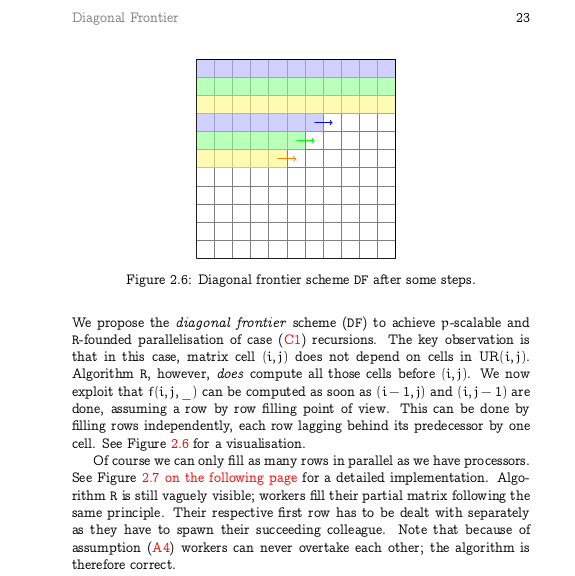 Diagonal Frontier 23
Figure 2.6: Diagonal frontier scheme DF after some steps.
We propose the diagonal frontier scheme (DF) to achieve p-scalable and
R-founded parallelisation of case (C1) recursions. The key observation is
that in this case, matrix cell (i, j) does not depend on cells in UR(i, j).
Algorithm R, however, does compute all those cells before (i, j). We now
exploit that f(i, j, _) can be computed as soon as (i − 1, j) and (i, j − 1) are
done, assuming a row by row filling point of view. This can be done by
filling rows independently, each row lagging behind its predecessor by one
cell. See Figure 2.6 for a visualisation.
Of course we can only fill as many rows in parallel as we have processors.
See Figure 2.7 on the following page for a detailed implementation. Algo-
rithm R is still vaguely visible; workers fill their partial matrix following the
same principle. Their respective first row has to be dealt with separately
as they have to spawn their succeeding colleague. Note that because of
assumption (A4) workers can never overtake each other; the algorithm is
therefore correct.